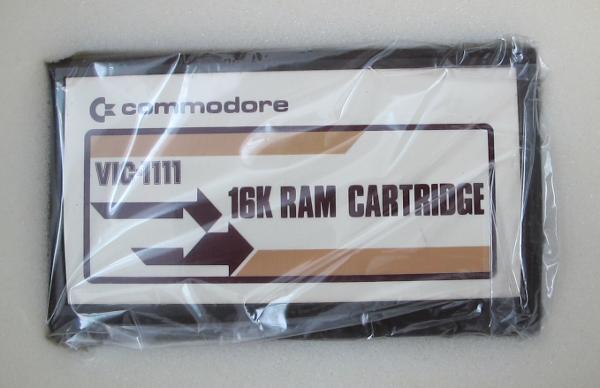 commodore
VIC-1111
16K RAM CARTRIDGE